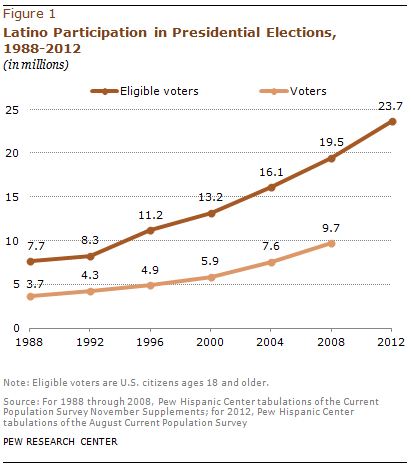 Figure 1
Latino Participation in Presidential Elections,
1988-2012
(in millions)
Eligible voters Voters
25
20
15
10
5
0
7.7 8.3 11.2 13.2 16.1 19.5 23.7
3.7 4.3 4.9 5.9 7.6 9.7
1988 1992 1996 2000 2004 2008 2012
Note: Eligible voters are U.S. citizens ages 18 and older.
Source: For 1988 through 2008, Pew Hispanic Center tabulations of the Current
Population Survey November Supplements; for 2012, Pew Hispanic Center
tabulations of the August Current Population Survey
PEW RESEARCH CENTER